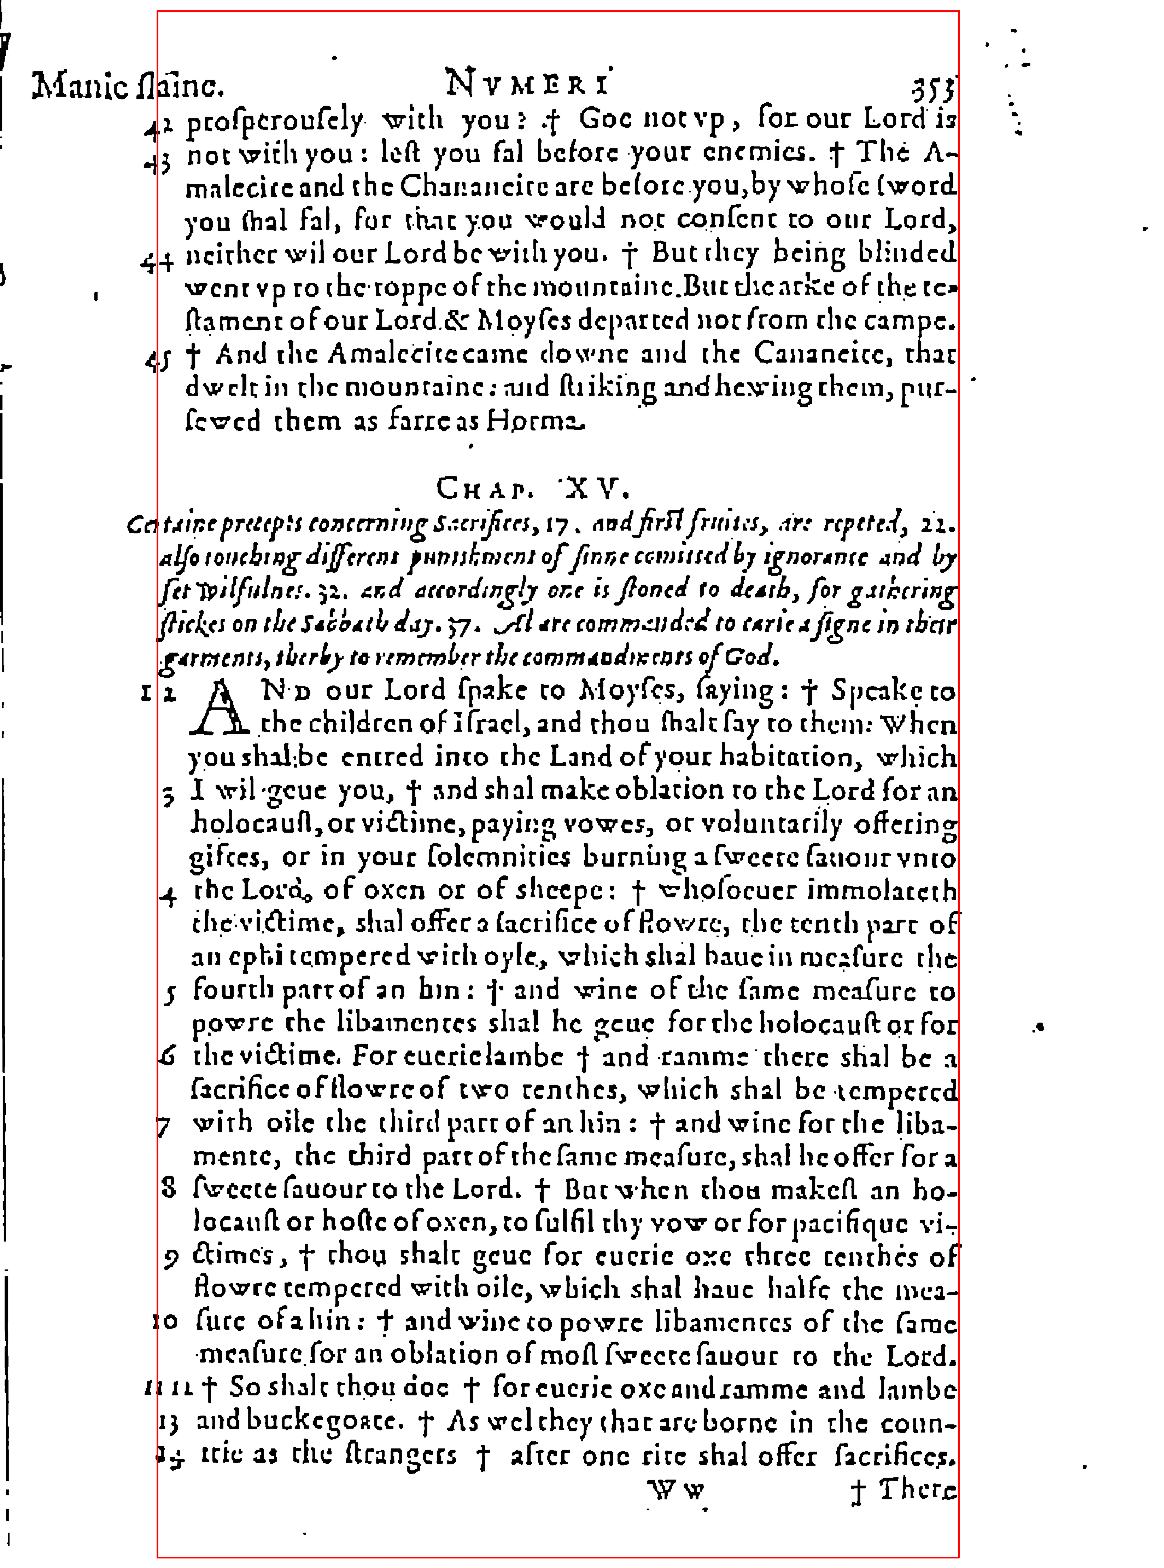 Manie slaine. NVMERI 353
42 prosperously with you? † Goe not vp, for our Lord is
43 not with you: lest you fal before your enemies. † The A-
malecite and the Chananeite are before you, by whose sword
you shal fal, for that you would not consent to our Lord,
44 neither wil our Lord be with you. † But they being blinded
went vp to the toppe of the mountaine. But the arke of the te-
stament of our Lord & Moyses departed not from the campe.
45 † And the Amalecite came downe and the Cananeite, that
dwelt in the mountaine: and striking and hewing them, pur-
sewed them as farre as Horma.
CHAP. XV.
Certaine precepts concerning Sacrifices, 17. and first fruites, are repeted, 22.
also touching different punishment of sinne comitted by ignorance and by
set wilfulnes. 32. and accordingly one is stoned to death, for gathering
stickes on the Sabbath day. 37. Al are commanded to carie a signe in their
garments, therby to remember the commandments of God.
1 2 AND our Lord spake to Moyses, saying: † Speake to
the children of Israel, and thou shalt say to them: When
you shal be entred into the Land of your habitation, which
3 I wil geue you, † and shal make oblation to the Lord for an
holocaust, or victime, paying vowes, or voluntarily offering
giftes, or in your solemnities burning a sweete sauour vnto
4 the Lord, of oxen or of sheepe: † whosoeuer immolateth
the victime, shal offer a sacrifice of flowre, the tenth part of
an ephi tempered with oyle, which shal haue in measure the
5 fourth part of an hin: † and wine of the same measure to
powre the libamentes shal he geue for the holocaust or for
6 the victime. For euerie lambe † and ramme there shal be a
sacrifice of flowre of two tenthes, which shal be tempered
7 with oile the third part of an hin: † and wine for the liba-
mente, the third part of the same measure, shal he offer for a
8 sweete sauour to the Lord. † But when thou makest an ho-
locaust or hoste of oxen, to fulfil thy vow or for pacifique vi-
9 ctimes, † thou shalt geue for euerie oxe three tenthes of
flowre tempered with oile, which shal haue halfe the mea-
10 sure of a hin: † and wine to powre libamentes of the same
measure for an oblation of most sweete sauour to the Lord.
11 12 † So shalt thou doe † for euerie oxe and ramme and lambe
13 and buckegoate. † As wel they that are borne in the coun-
14 trie as the strangers † after one rite shal offer sacrifices.
Ww † There